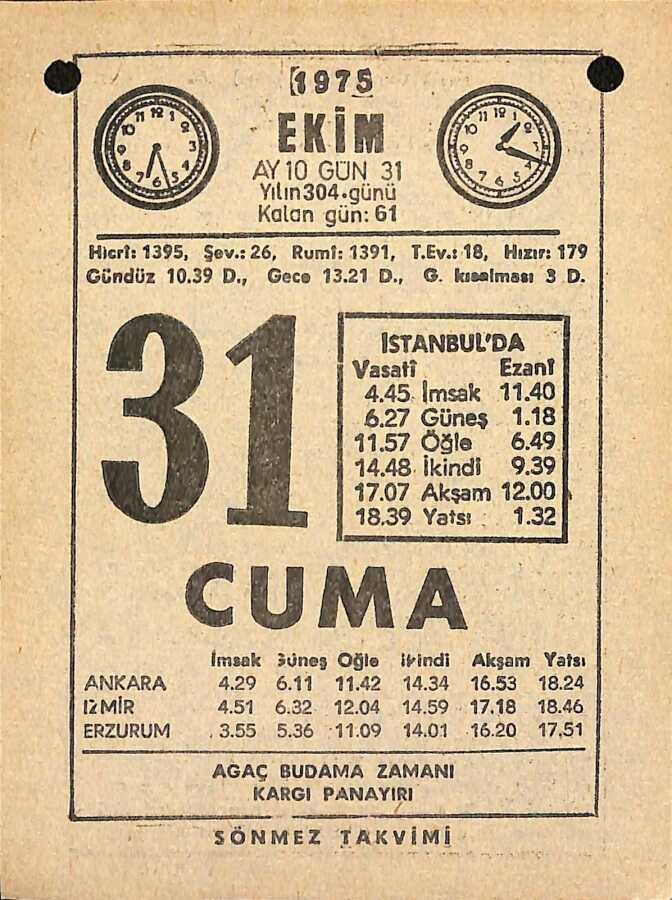 1975
EKİM
AY 10 GÜN 31
Yılın 304.günü
Kalan gün: 61
Hicrî: 1395, Şev.: 26, Rumî: 1391, T.Ev.: 18, Hızır: 179
Gündüz 10.39 D., Gece 13.21 D., G. kısalması 3 D.
31
İSTANBUL'DA
Vasatî Ezanî
4.45 İmsak 11.40
6.27 Güneş 1.18
11.57 Öğle 6.49
14.48 İkindi 9.39
17.07 Akşam 12.00
18.39 Yatsı 1.32
CUMA
İmsak Güneş Öğle İkindi Akşam Yatsı
ANKARA 4.29 6.11 11.42 14.34 16.53 18.24
İZMİR 4.51 6.32 12.04 14.59 17.18 18.46
ERZURUM 3.55 5.36 11.09 14.01 16.20 17.51
AĞAÇ BUDAMA ZAMANI
KARGI PANAYIRI
SÖNMEZ TAKVİMİ